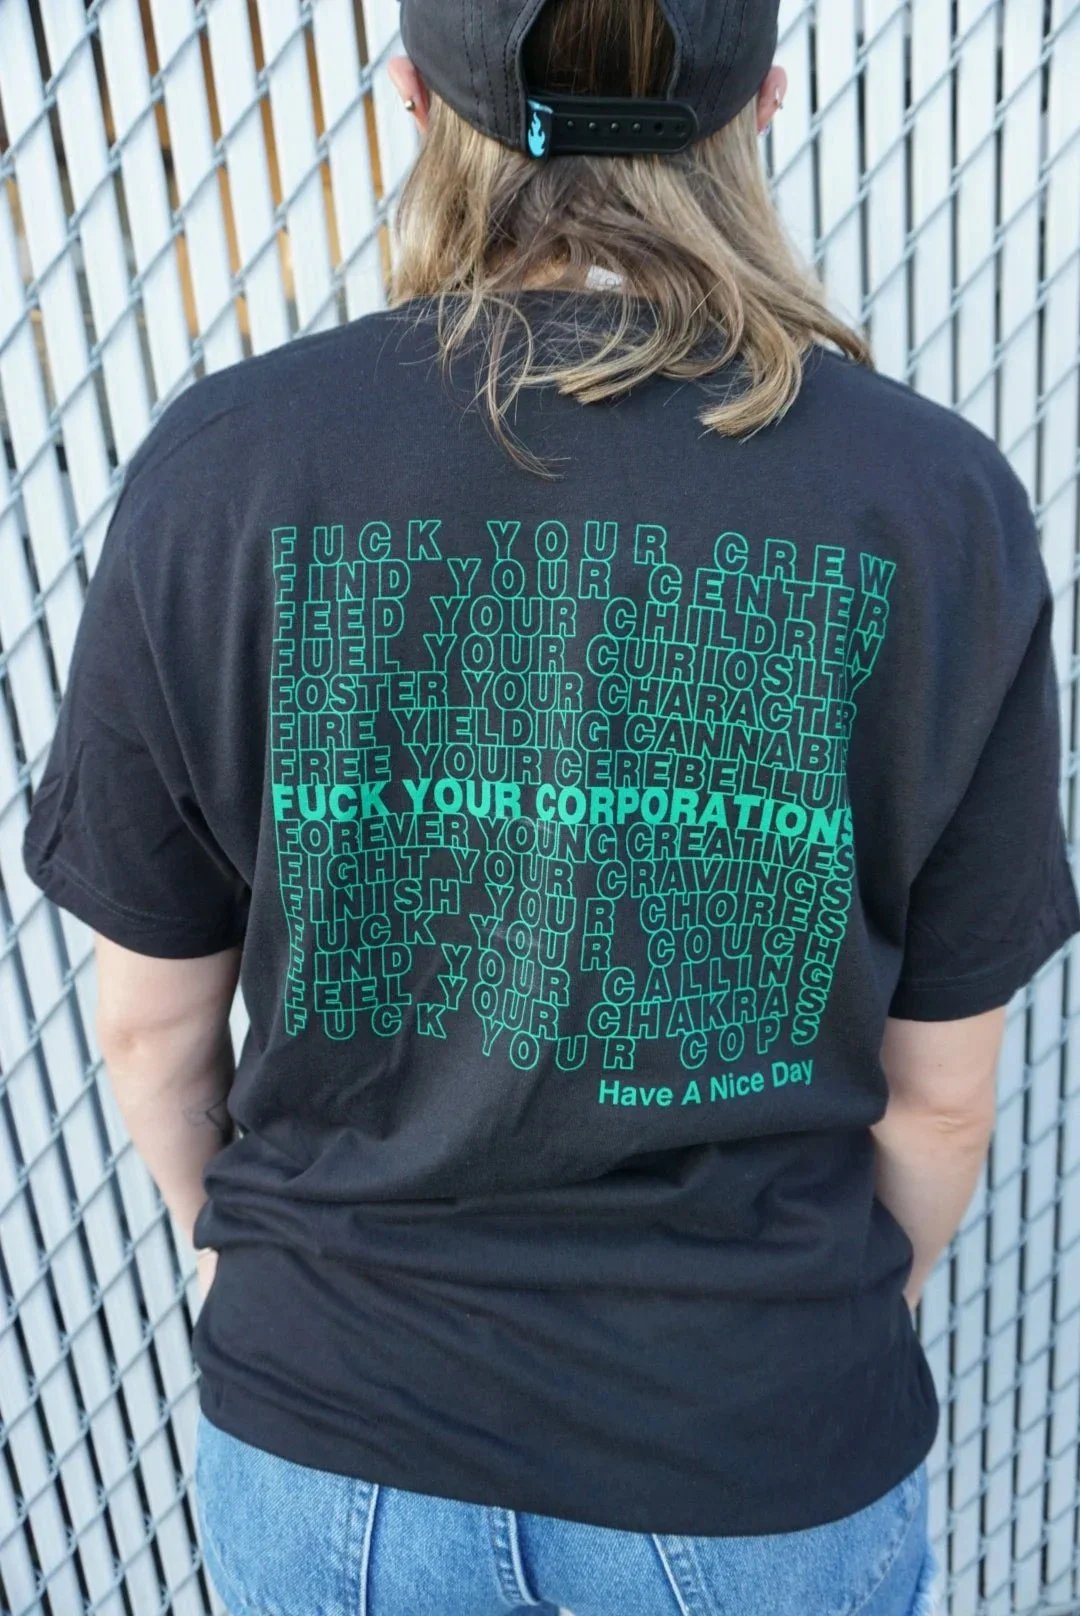 FUCK YOUR CREW
FIND YOUR CENTER
FEED YOUR CHILDREN
FUEL YOUR CURIOSITY
FOSTER YOUR CHARACTER
FIRE YIELDING CANNABIS
FREE YOUR CEREBELLUM
FUCK YOUR CORPORATIONS
FOREVER YOUNG CREATIVES
FIGHT YOUR CRAVINGS
FINISH YOUR CHORES
FUCK YOUR COUCH
FIND YOUR CALLING
FEEL YOUR CHAKRAS
FUCK YOUR COPS
Have A Nice Day